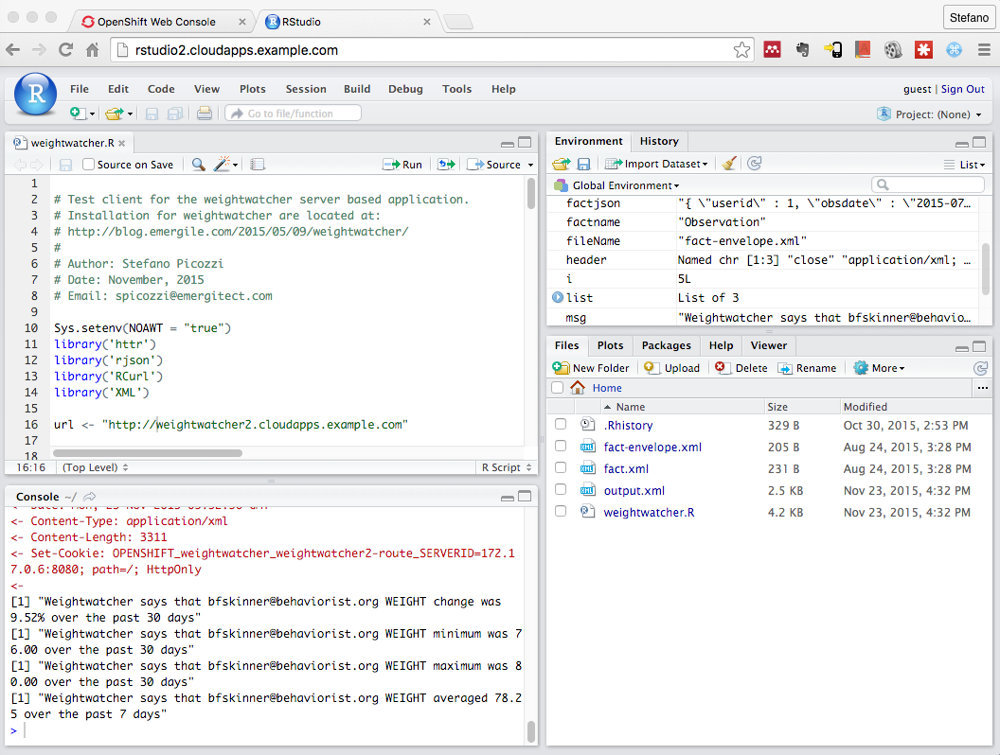 OpenShift Web Console
RStudio
Stefano
rstudio2.cloudapps.example.com
R
File Edit Code View Plots Session Build Debug Tools Help
guest | Sign Out
Go to file/function
Project: (None)
weightwatcher.R
Source on Save
Run
Source
1
2 # Test client for the weightwatcher server based application.
3 # Installation for weightwatcher are located at:
4 # http://blog.emergile.com/2015/05/09/weightwatcher/
5 #
6 # Author: Stefano Picozzi
7 # Date: November, 2015
8 # Email: spicozzi@emergitect.com
9
10 Sys.setenv(NOAWT = "true")
11 library('httr')
12 library('rjson')
13 library('RCurl')
14 library('XML')
15
16 url <- "http://weightwatcher2.cloudapps.example.com"
17
18
16:16 (Top Level) R Script
Console ~/
<- Content-Type: application/xml
<- Content-Length: 3311
<- Set-Cookie: OPENSHIFT_weightwatcher_weightwatcher2-route_SERVERID=172.1
7.0.6:8080; path=/; HttpOnly
<-
[1] "Weightwatcher says that bfskinner@behaviorist.org WEIGHT change was
9.52% over the past 30 days"
[1] "Weightwatcher says that bfskinner@behaviorist.org WEIGHT minimum was 7
6.00 over the past 30 days"
[1] "Weightwatcher says that bfskinner@behaviorist.org WEIGHT maximum was 8
0.00 over the past 30 days"
[1] "Weightwatcher says that bfskinner@behaviorist.org WEIGHT averaged 78.2
5 over the past 7 days"
>
Environment History
Import Dataset
List
Global Environment
factjson "{ \"userid\" : 1, \"obsdate\" : \"2015-07…
factname "Observation"
fileName "fact-envelope.xml"
header Named chr [1:3] "close" "application/xml; …
i 5L
list List of 3
msg "Weightwatcher says that bfskinner@behavio…
Files Plots Packages Help Viewer
New Folder Upload Delete Rename More
Home
Name Size Modified
.Rhistory 329 B Oct 30, 2015, 2:53 PM
fact-envelope.xml 205 B Aug 24, 2015, 3:28 PM
fact.xml 231 B Aug 24, 2015, 3:28 PM
output.xml 2.5 KB Nov 23, 2015, 4:32 PM
weightwatcher.R 4.2 KB Nov 23, 2015, 4:32 PM